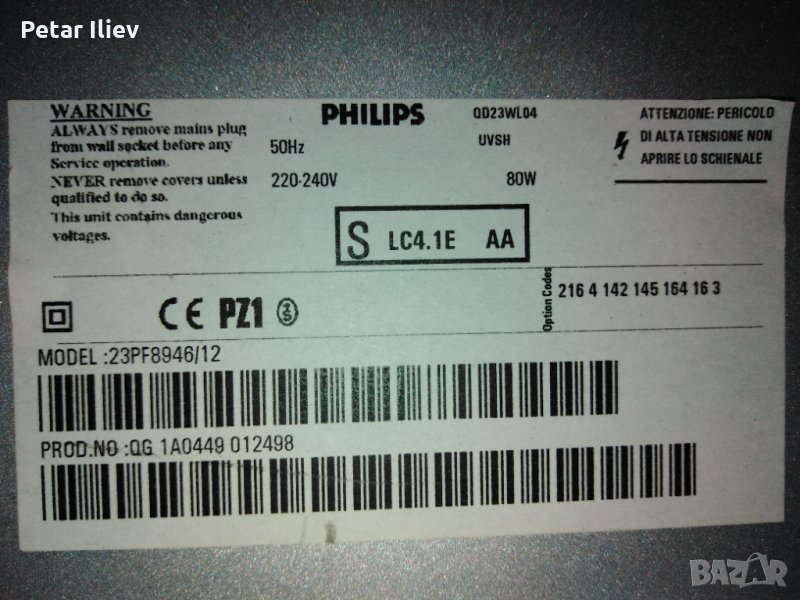 Petar Iliev
WARNING
ALWAYS remove mains plug
from wall socket before any
Service operation.
NEVER remove covers unless
qualified to do so.
This unit contains dangerous
voltages.
PHILIPS
50Hz
220-240V
QD23WL04
UVSH
80W
ATTENZIONE: PERICOLO
DI ALTA TENSIONE NON
APRIRE LO SCHIENALE
S LC4.1E AA
CE PZ1
Option Codes
216 4 142 145 164 16 3
MODEL :23PF8946/12
PROD.NO :QG 1A0449 012498
BAZAR